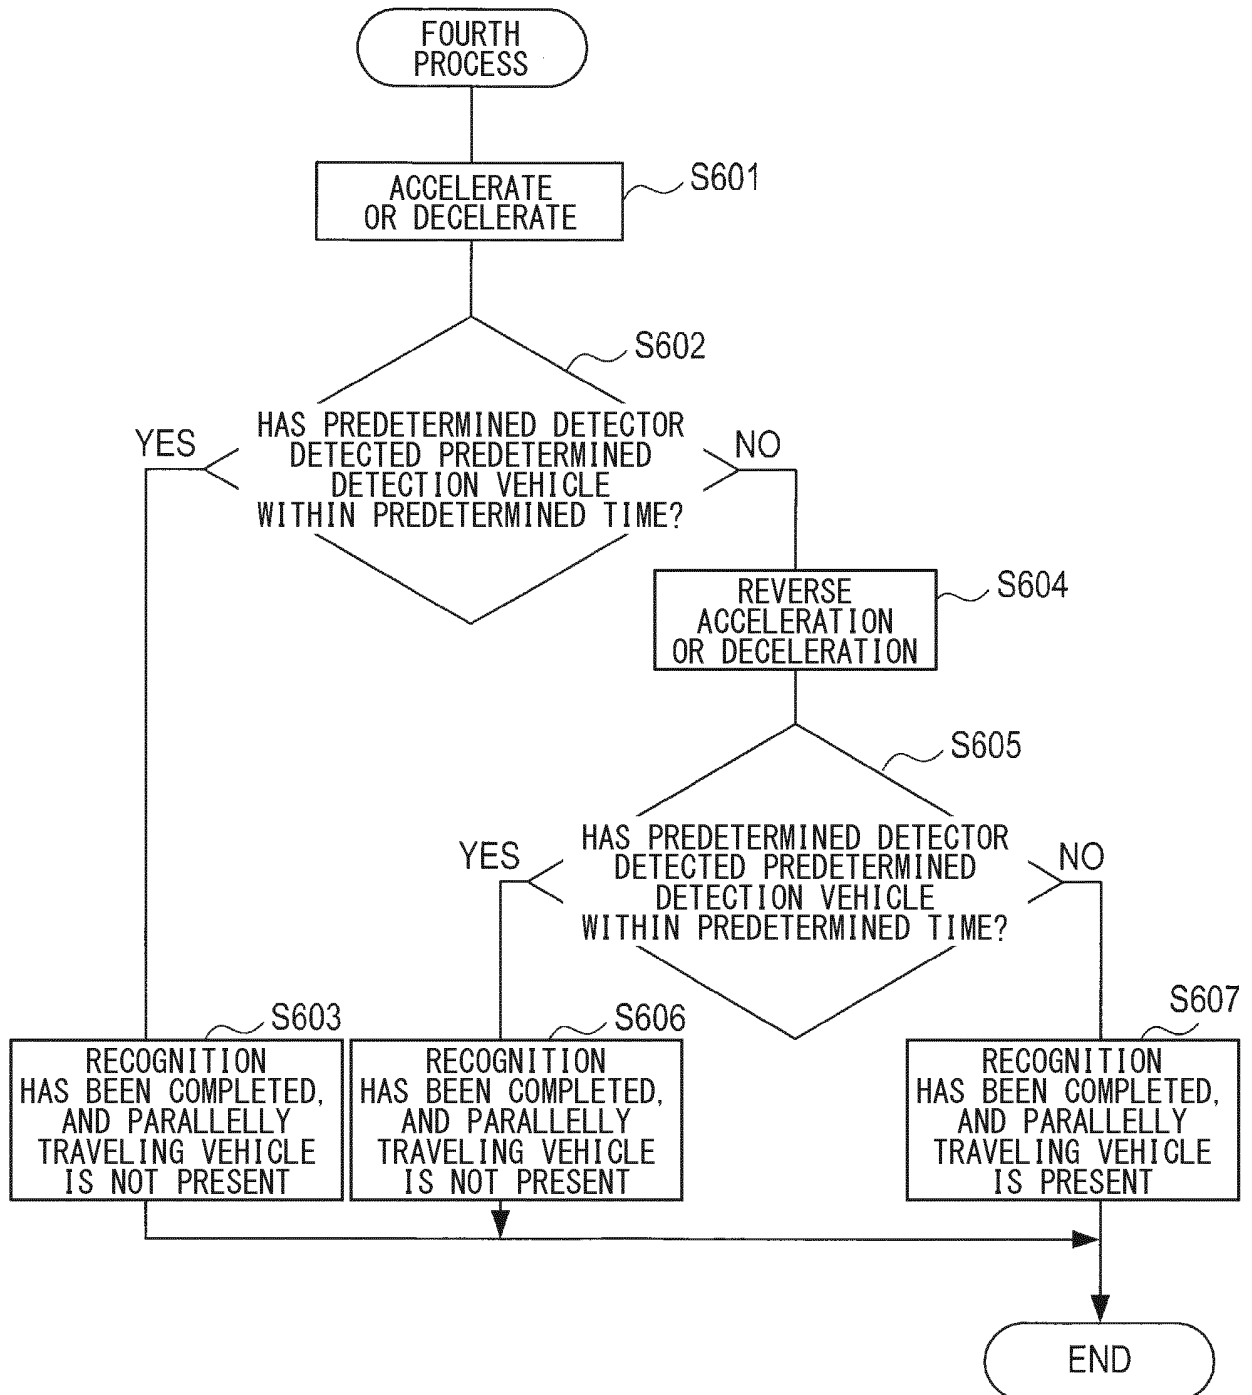 FOURTH
PROCESS
S601
ACCELERATE
OR DECELERATE
S602
HAS PREDETERMINED DETECTOR
DETECTED PREDETERMINED
DETECTION VEHICLE
WITHIN PREDETERMINED TIME?
YES
NO
S604
REVERSE
ACCELERATION
OR DECELERATION
S605
HAS PREDETERMINED DETECTOR
DETECTED PREDETERMINED
DETECTION VEHICLE
WITHIN PREDETERMINED TIME?
YES
NO
S603
RECOGNITION
HAS BEEN COMPLETED,
AND PARALLELLY
TRAVELING VEHICLE
IS NOT PRESENT
S606
RECOGNITION
HAS BEEN COMPLETED,
AND PARALLELLY
TRAVELING VEHICLE
IS NOT PRESENT
S607
RECOGNITION
HAS BEEN COMPLETED,
AND PARALLELLY
TRAVELING VEHICLE
IS PRESENT
END